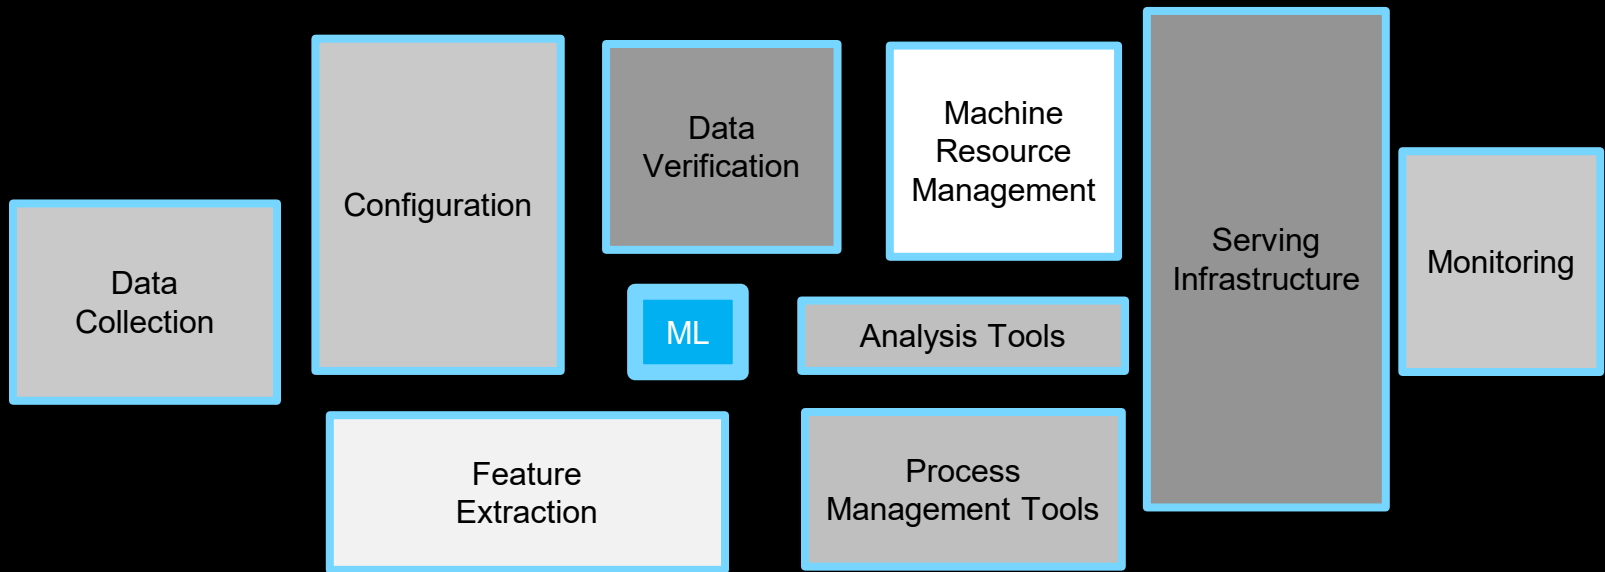 Data
Collection
Configuration
Data
Verification
Machine
Resource
Management
Serving
Infrastructure
Monitoring
ML
Analysis Tools
Feature
Extraction
Process
Management Tools